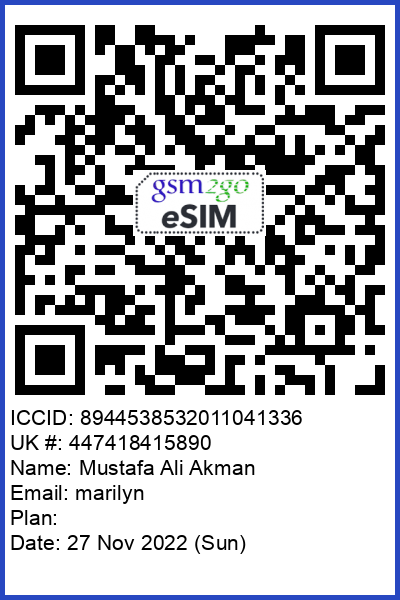 gsm2go
eSIM
ICCID: 8944538532011041336
UK #: 447418415890
Name: Mustafa Ali Akman
Email: marilyn
Plan:
Date: 27 Nov 2022 (Sun)